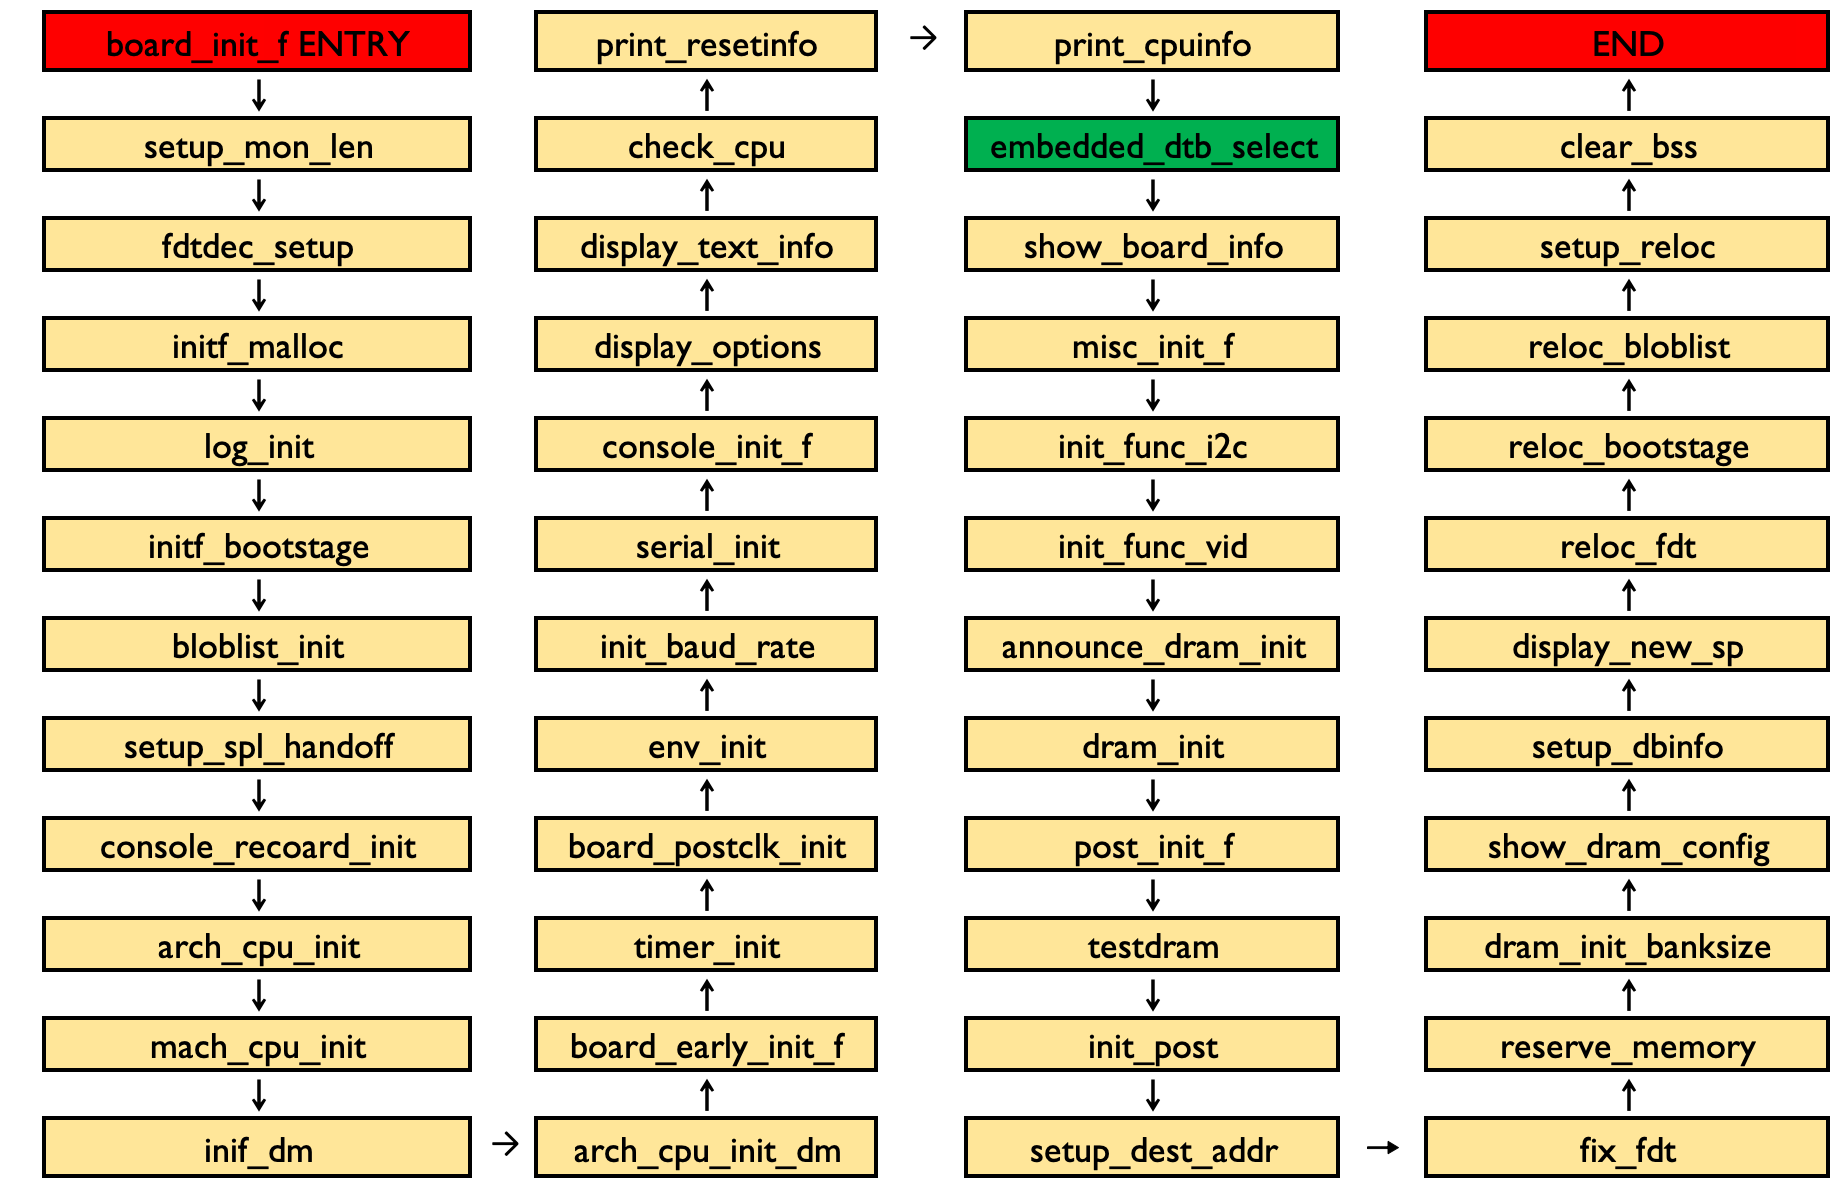 board_init_f ENTRY
setup_mon_len
fdtdec_setup
initf_malloc
log_init
initf_bootstage
bloblist_init
setup_spl_handoff
console_recoard_init
arch_cpu_init
mach_cpu_init
inif_dm
arch_cpu_init_dm
board_early_init_f
timer_init
board_postclk_init
env_init
init_baud_rate
serial_init
console_init_f
display_options
display_text_info
check_cpu
print_resetinfo
print_cpuinfo
embedded_dtb_select
show_board_info
misc_init_f
init_func_i2c
init_func_vid
announce_dram_init
dram_init
post_init_f
testdram
init_post
setup_dest_addr
fix_fdt
reserve_memory
dram_init_banksize
show_dram_config
setup_dbinfo
display_new_sp
reloc_fdt
reloc_bootstage
reloc_bloblist
setup_reloc
clear_bss
END